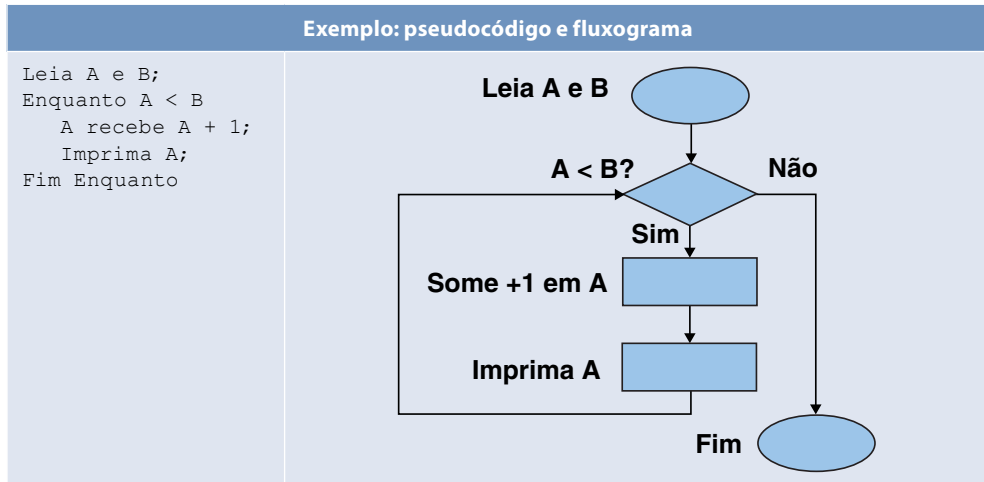 Exemplo: pseudocódigo e fluxograma
Leia A e B;
Enquanto A < B
A recebe A + 1;
Imprima A;
Fim Enquanto
Leia A e B
A < B?
Não
Sim
Some +1 em A
Imprima A
Fim